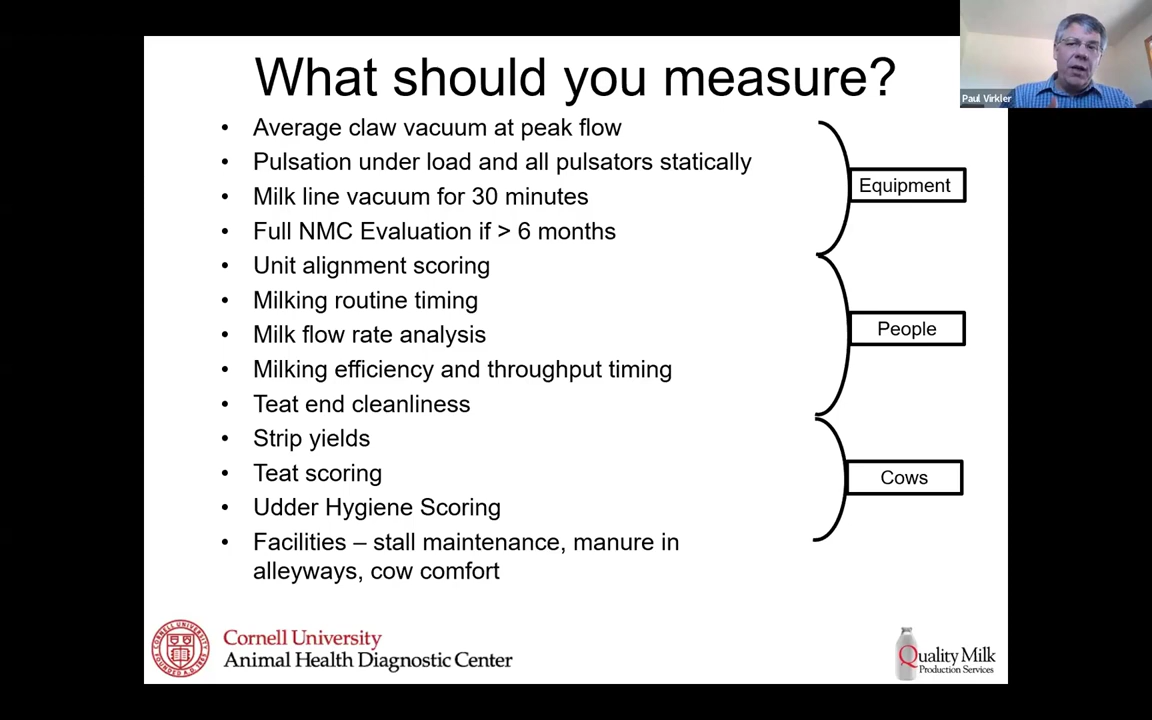 What should you measure?
Paul Virkler
• Average claw vacuum at peak flow
• Pulsation under load and all pulsators statically
• Milk line vacuum for 30 minutes
• Full NMC Evaluation if > 6 months
Equipment
• Unit alignment scoring
• Milking routine timing
• Milk flow rate analysis
• Milking efficiency and throughput timing
• Teat end cleanliness
People
• Strip yields
• Teat scoring
• Udder Hygiene Scoring
Cows
• Facilities – stall maintenance, manure in
alleyways, cow comfort
Cornell University
Animal Health Diagnostic Center
Quality Milk
Production Services